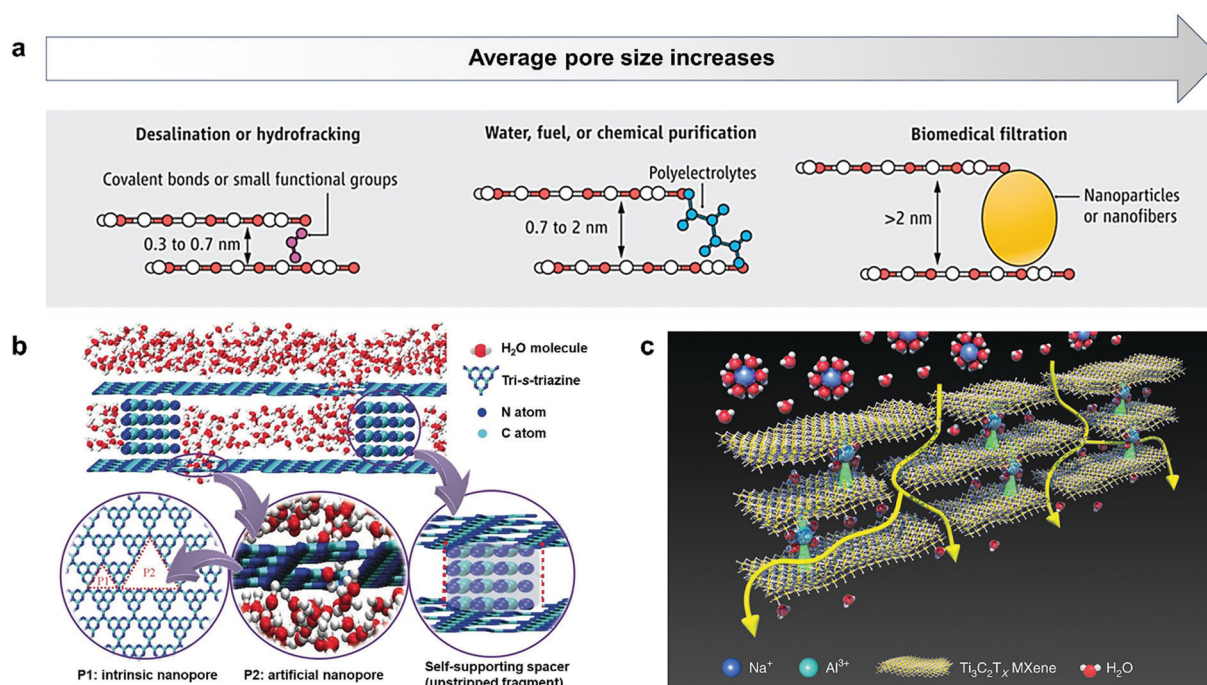 a
Average pore size increases
Desalination or hydrofracking
Covalent bonds or small functional groups
0.3 to 0.7 nm
Water, fuel, or chemical purification
Polyelectrolytes
0.7 to 2 nm
Biomedical filtration
>2 nm
Nanoparticles
or nanofibers
b
H₂O molecule
Tri-s-triazine
N atom
C atom
P1
P2
P1: intrinsic nanopore
P2: artificial nanopore
Self-supporting spacer
(unstripped fragment)
c
Na⁺
Al³⁺
Ti₃C₂Tₓ MXene
H₂O